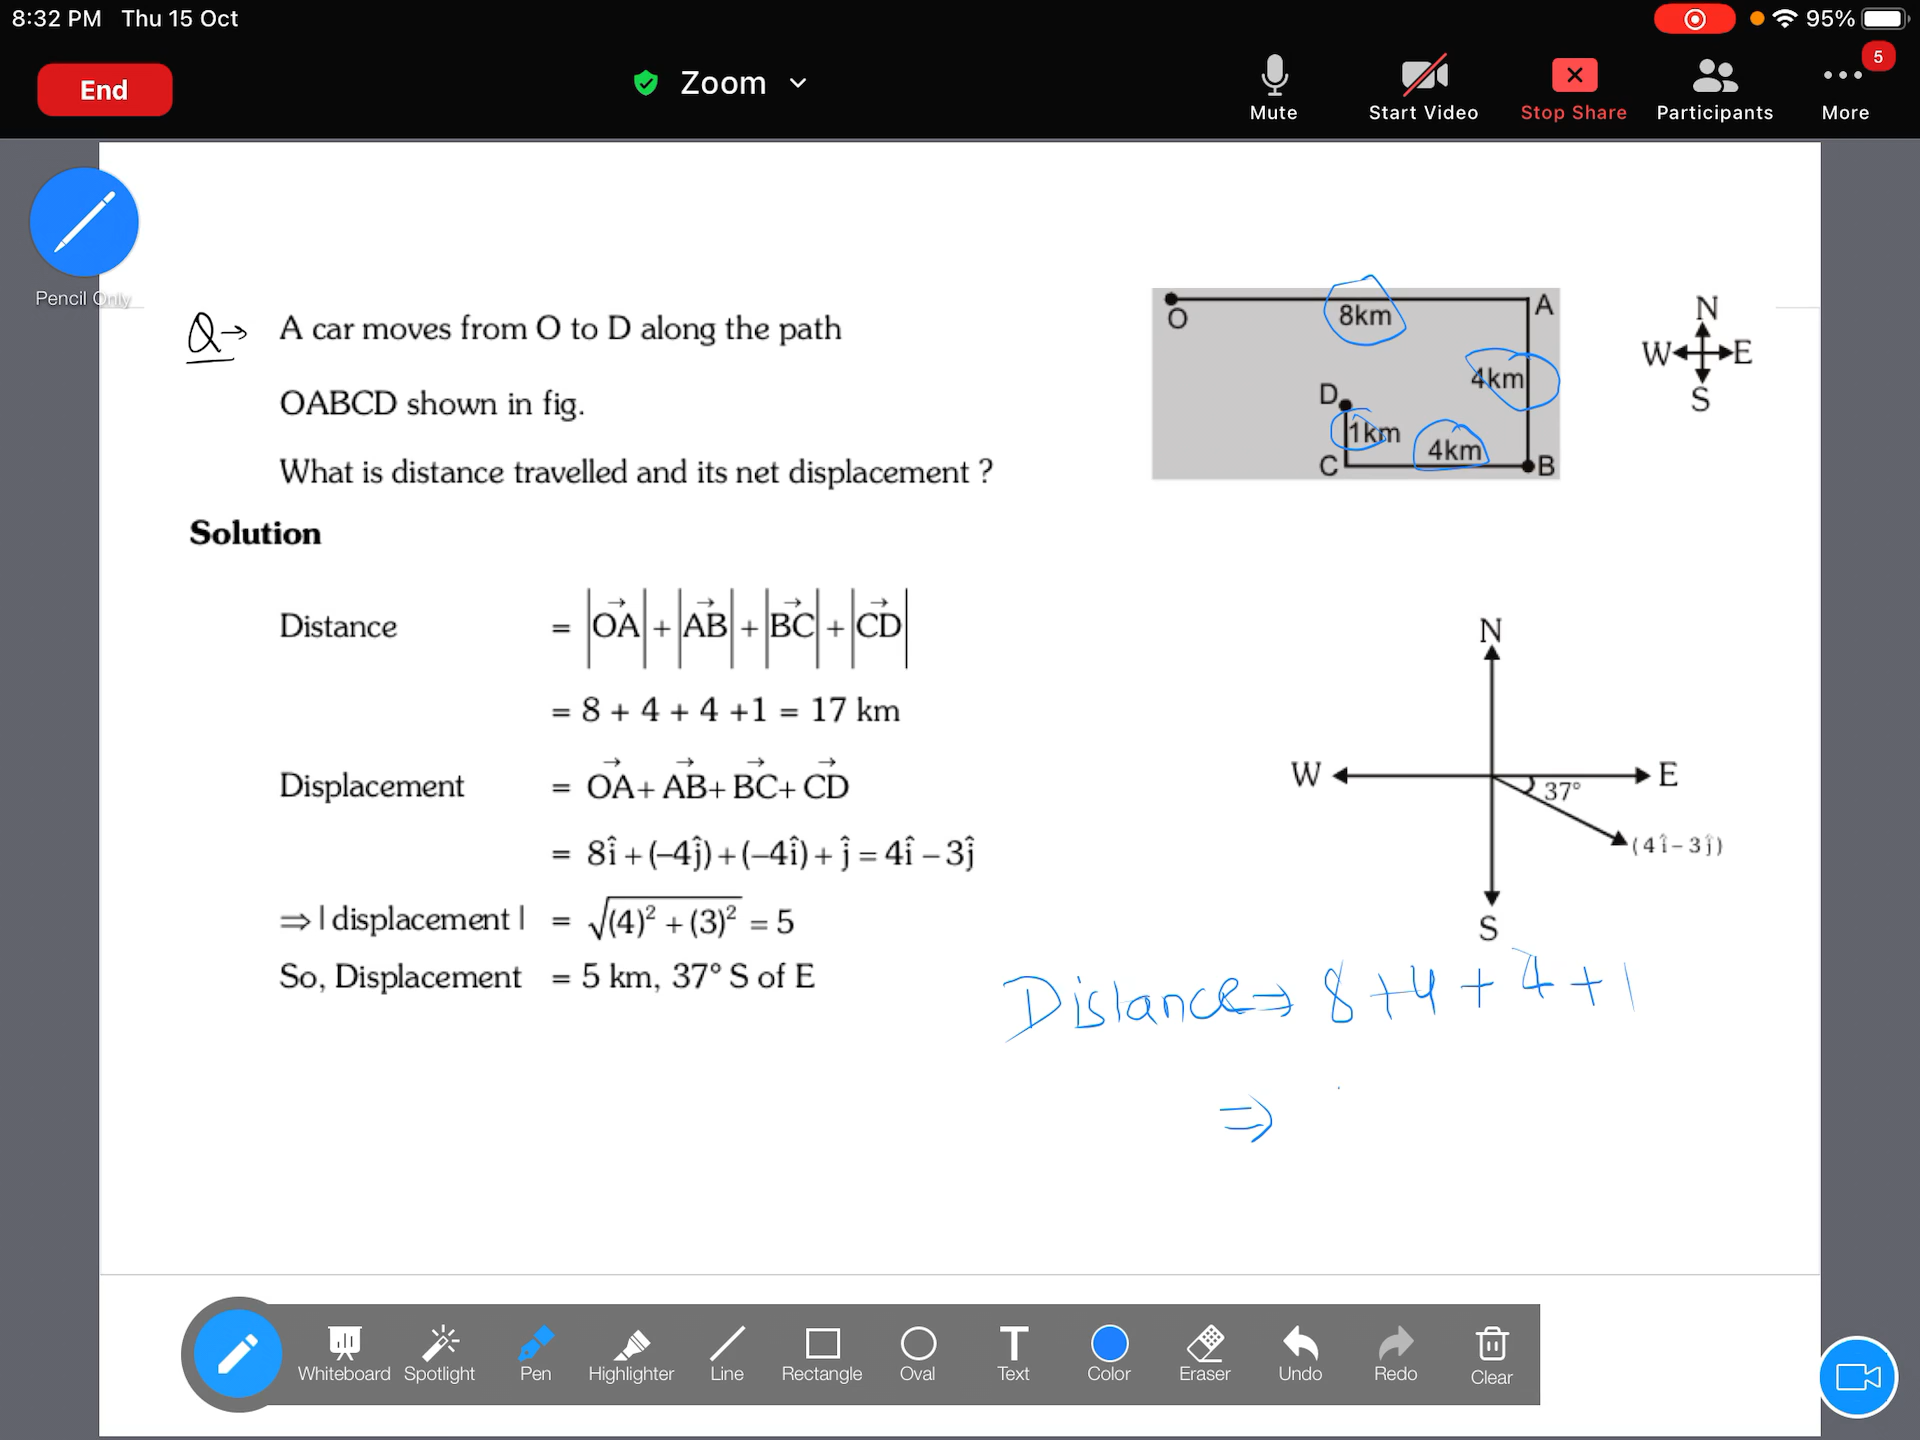 8:32 PM Thu 15 Oct
95%
End
Zoom
Mute
Start Video
Stop Share
Participants
More
5
Pencil Only
Q→ A car moves from O to D along the path
OABCD shown in fig.
What is distance travelled and its net displacement ?
O
8km
A
4km
D
1km
C
4km
B
N
W E
S
Solution
Distance = |OA⃗| + |AB⃗| + |BC⃗| + |CD⃗|
= 8 + 4 + 4 +1 = 17 km
Displacement = OA⃗+ AB⃗+ BC⃗+ CD⃗
= 8î + (–4ĵ) + (–4î) + ĵ = 4î – 3ĵ
⇒ | displacement | = √(4)² + (3)² = 5
So, Displacement = 5 km, 37° S of E
N
W E
37°
(4î–3ĵ)
S
Distance ⇒ 8 + 4 + 4 + 1
⇒
Whiteboard
Spotlight
Pen
Highlighter
Line
Rectangle
Oval
T
Text
Color
Eraser
Undo
Redo
Clear